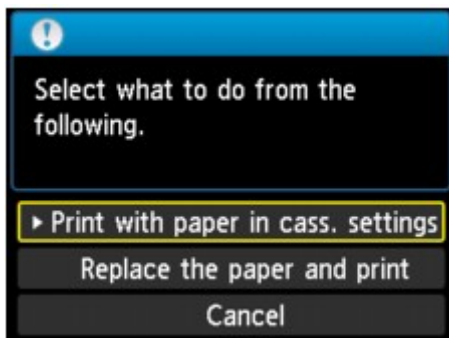 Select what to do from the
following.
Print with paper in cass. settings
Replace the paper and print
Cancel